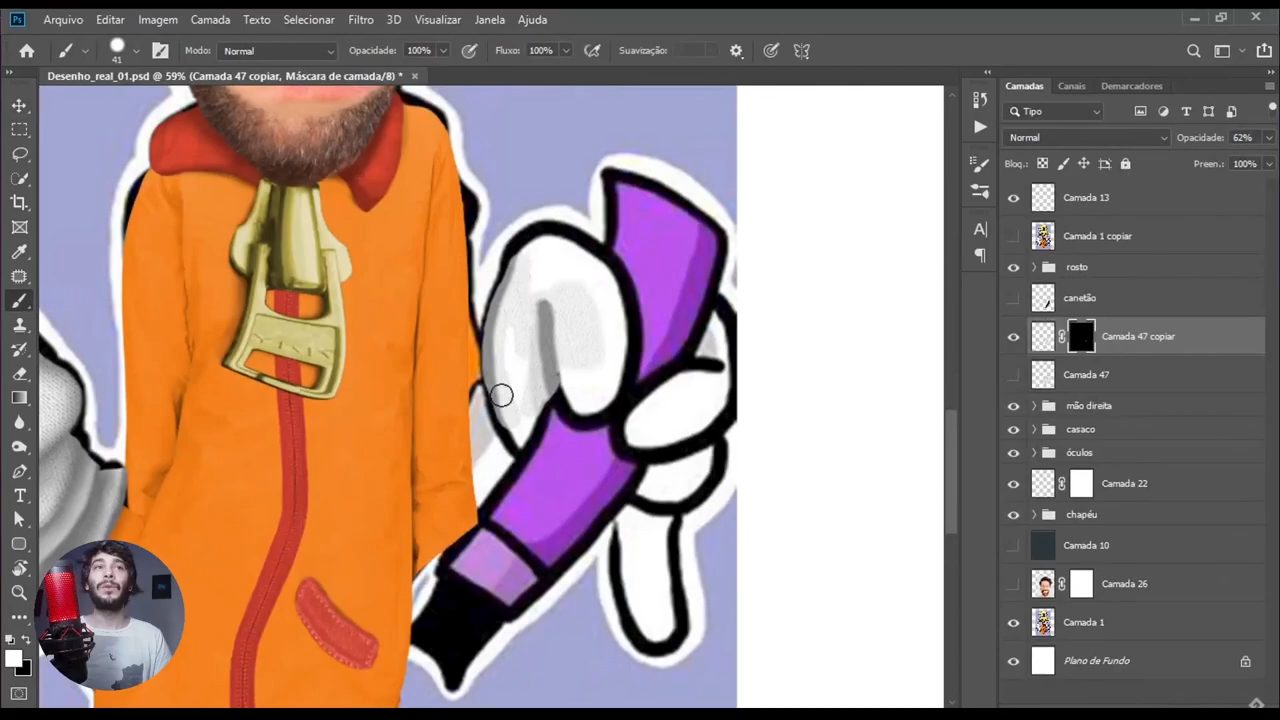 Ps Arquivo Editar Imagem Camada Texto Selecionar Filtro 3D Visualizar Janela Ajuda
41 Modo: Normal Opacidade: 100% Fluxo: 100% Suavização:
Desenho_real_01.psd @ 59% (Camada 47 copiar, Máscara de camada/8) * ×
Camadas Canais Demarcadores
Tipo
Normal Opacidade: 62%
Bloq.: Preen.: 100%
Camada 13
Camada 1 copiar
rosto
canetão
Camada 47 copiar
Camada 47
mão direita
casaco
óculos
Camada 22
chapéu
Camada 10
Camada 26
Camada 1
Plano de Fundo